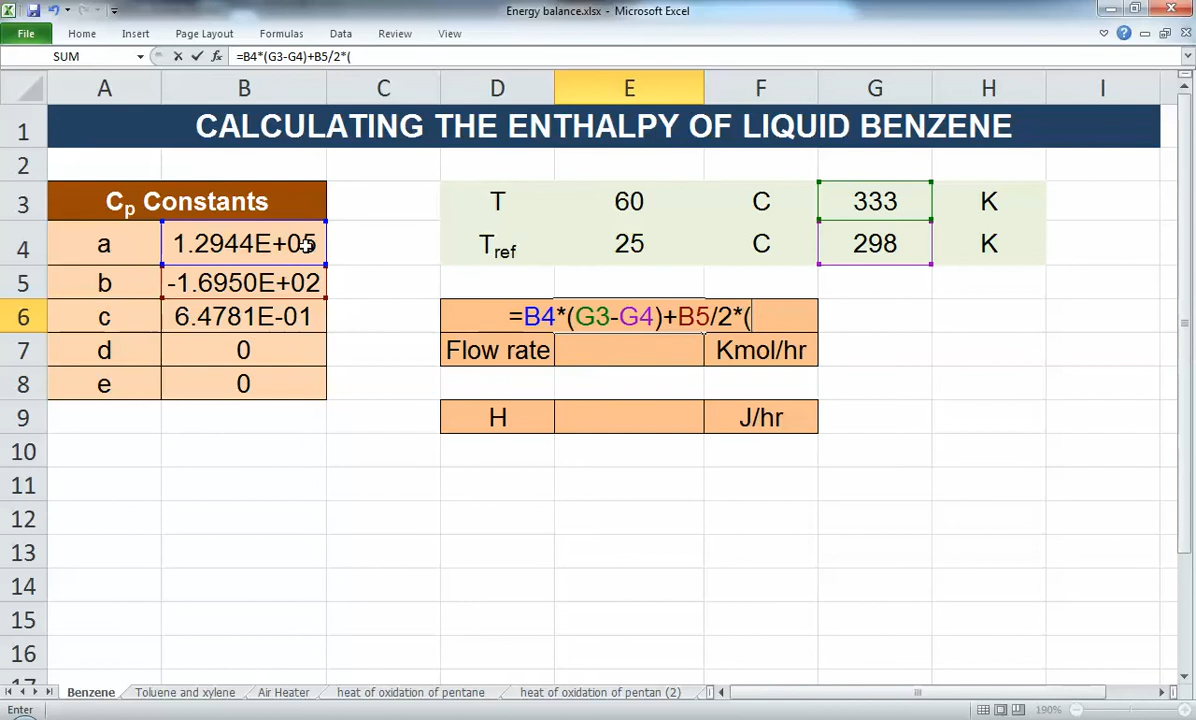 Energy balance.xlsx - Microsoft Excel
File Home Insert Page Layout Formulas Data Review View
SUM fx =B4*(G3-G4)+B5/2*(
A B C D E F G H I
1 CALCULATING THE ENTHALPY OF LIQUID BENZENE
2
3 Cp Constants T 60 C 333 K
4 a 1.2944E+05 Tref 25 C 298 K
5 b -1.6950E+02
6 c 6.4781E-01 =B4*(G3-G4)+B5/2*(
7 d 0 Flow rate Kmol/hr
8 e 0
9 H J/hr
10
11
12
13
14
15
16
17
Benzene Toluene and xylene Air Heater heat of oxidation of pentane heat of oxidation of pentan (2)
Enter 190%